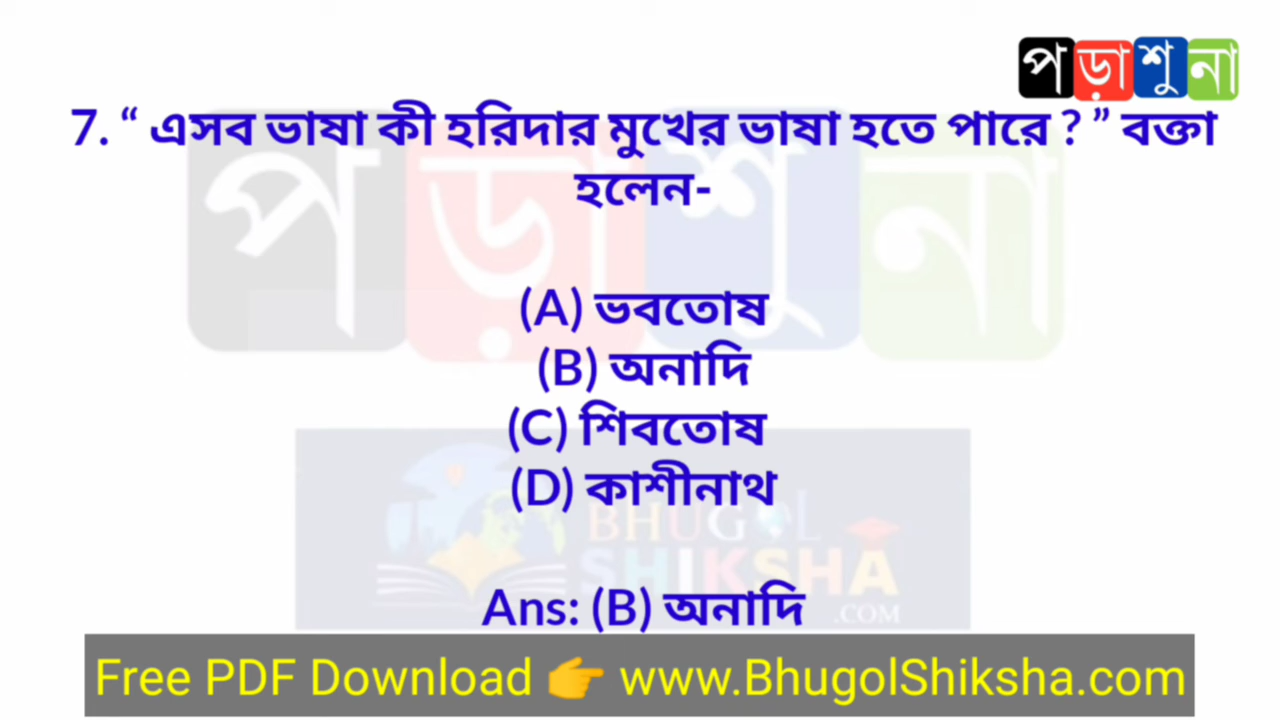 পড়াশুনা
7. “ এসব ভাষা কী হরিদার মুখের ভাষা হতে পারে ? ” বক্তা
হলেন-
(A) ভবতোষ
(B) অনাদি
(C) শিবতোষ
(D) কাশীনাথ
Ans: (B) অনাদি
পড়াশুনা
BHUGOL
SHIKSHA
.COM
Free PDF Download 👉 www.BhugolShiksha.com